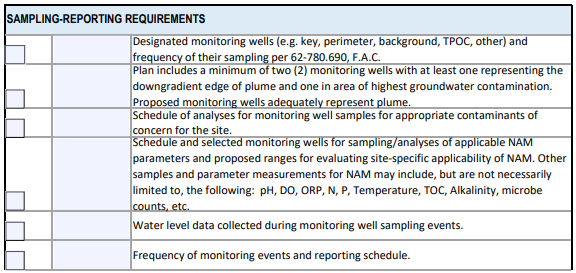 SAMPLING-REPORTING REQUIREMENTS
Designated monitoring wells (e.g. key, perimeter, background, TPOC, other) and
frequency of their sampling per 62-780.690, F.A.C.
Plan includes a minimum of two (2) monitoring wells with at least one representing the
downgradient edge of plume and one in area of highest groundwater contamination.
Proposed monitoring wells adequately represent plume.
Schedule of analyses for monitoring well samples for appropriate contaminants of
concern for the site.
Schedule and selected monitoring wells for sampling/analyses of applicable NAM
parameters and proposed ranges for evaluating site-specific applicability of NAM. Other
samples and parameter measurements for NAM may include, but are not necessarily
limited to, the following:  pH, DO, ORP, N, P, Temperature, TOC, Alkalinity, microbe
counts, etc.
Water level data collected during monitoring well sampling events.
Frequency of monitoring events and reporting schedule.